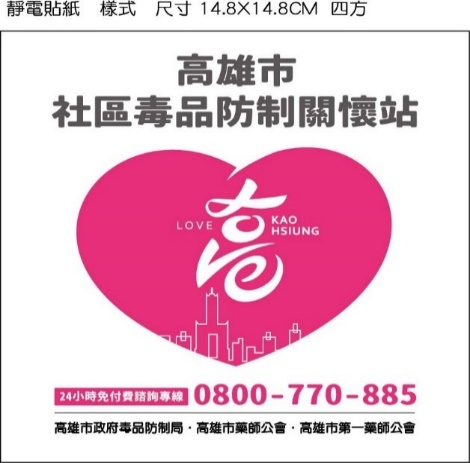 靜電貼紙 樣式 尺寸 14.8X14.8CM 四方
高雄市
社區毒品防制關懷站
LOVE
高
KAO
HSIUNG
24小時免付費諮詢專線 0800-770-885
高雄市政府毒品防制局·高雄市藥師公會·高雄市第一藥師公會